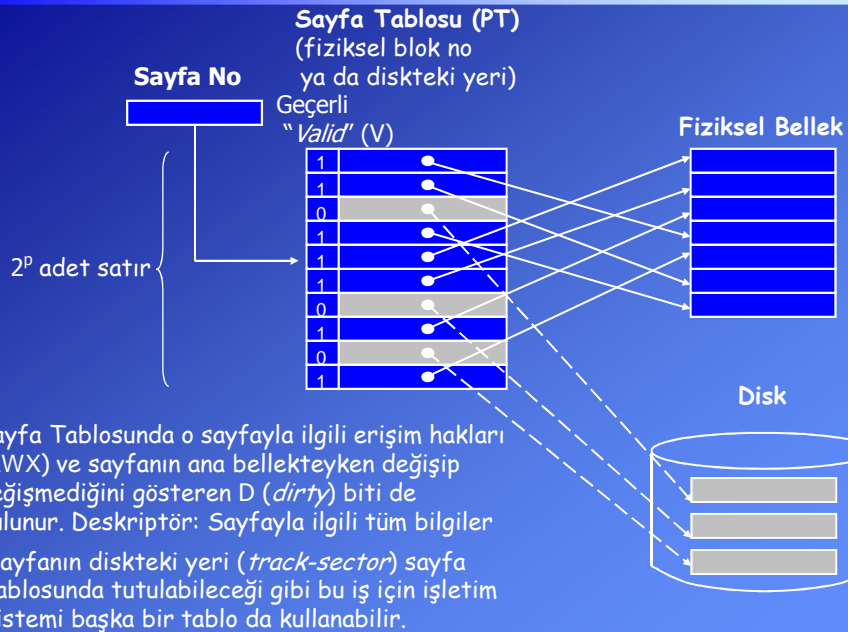 Sayfa Tablosu (PT)
(fiziksel blok no
ya da diskteki yeri)
Sayfa No
Geçerli
"Valid" (V)
Fiziksel Bellek
1
1
0
1
1
1
0
1
0
1
2ᵖ adet satır
Disk
ayfa Tablosunda o sayfayla ilgili erişim hakları
WX) ve sayfanın ana bellekteyken değişip
eğişmediğini gösteren D (dirty) biti de
ulunur. Deskriptör: Sayfayla ilgili tüm bilgiler
ayfanın diskteki yeri (track-sector) sayfa
ablosunda tutulabileceği gibi bu iş için işletim
istemi başka bir tablo da kullanabilir.